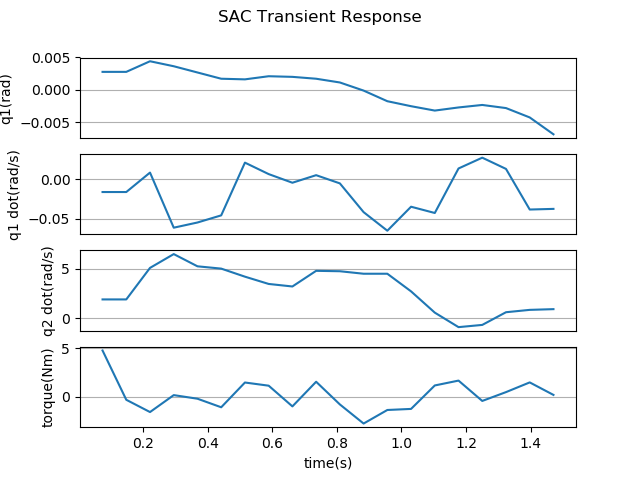 SAC Transient Response
q1(rad)
0.005
0.000
−0.005
q1 dot(rad/s)
0.00
−0.05
q2 dot(rad/s)
5
0
torque(Nm)
5
0
0.2 0.4 0.6 0.8 1.0 1.2 1.4
time(s)